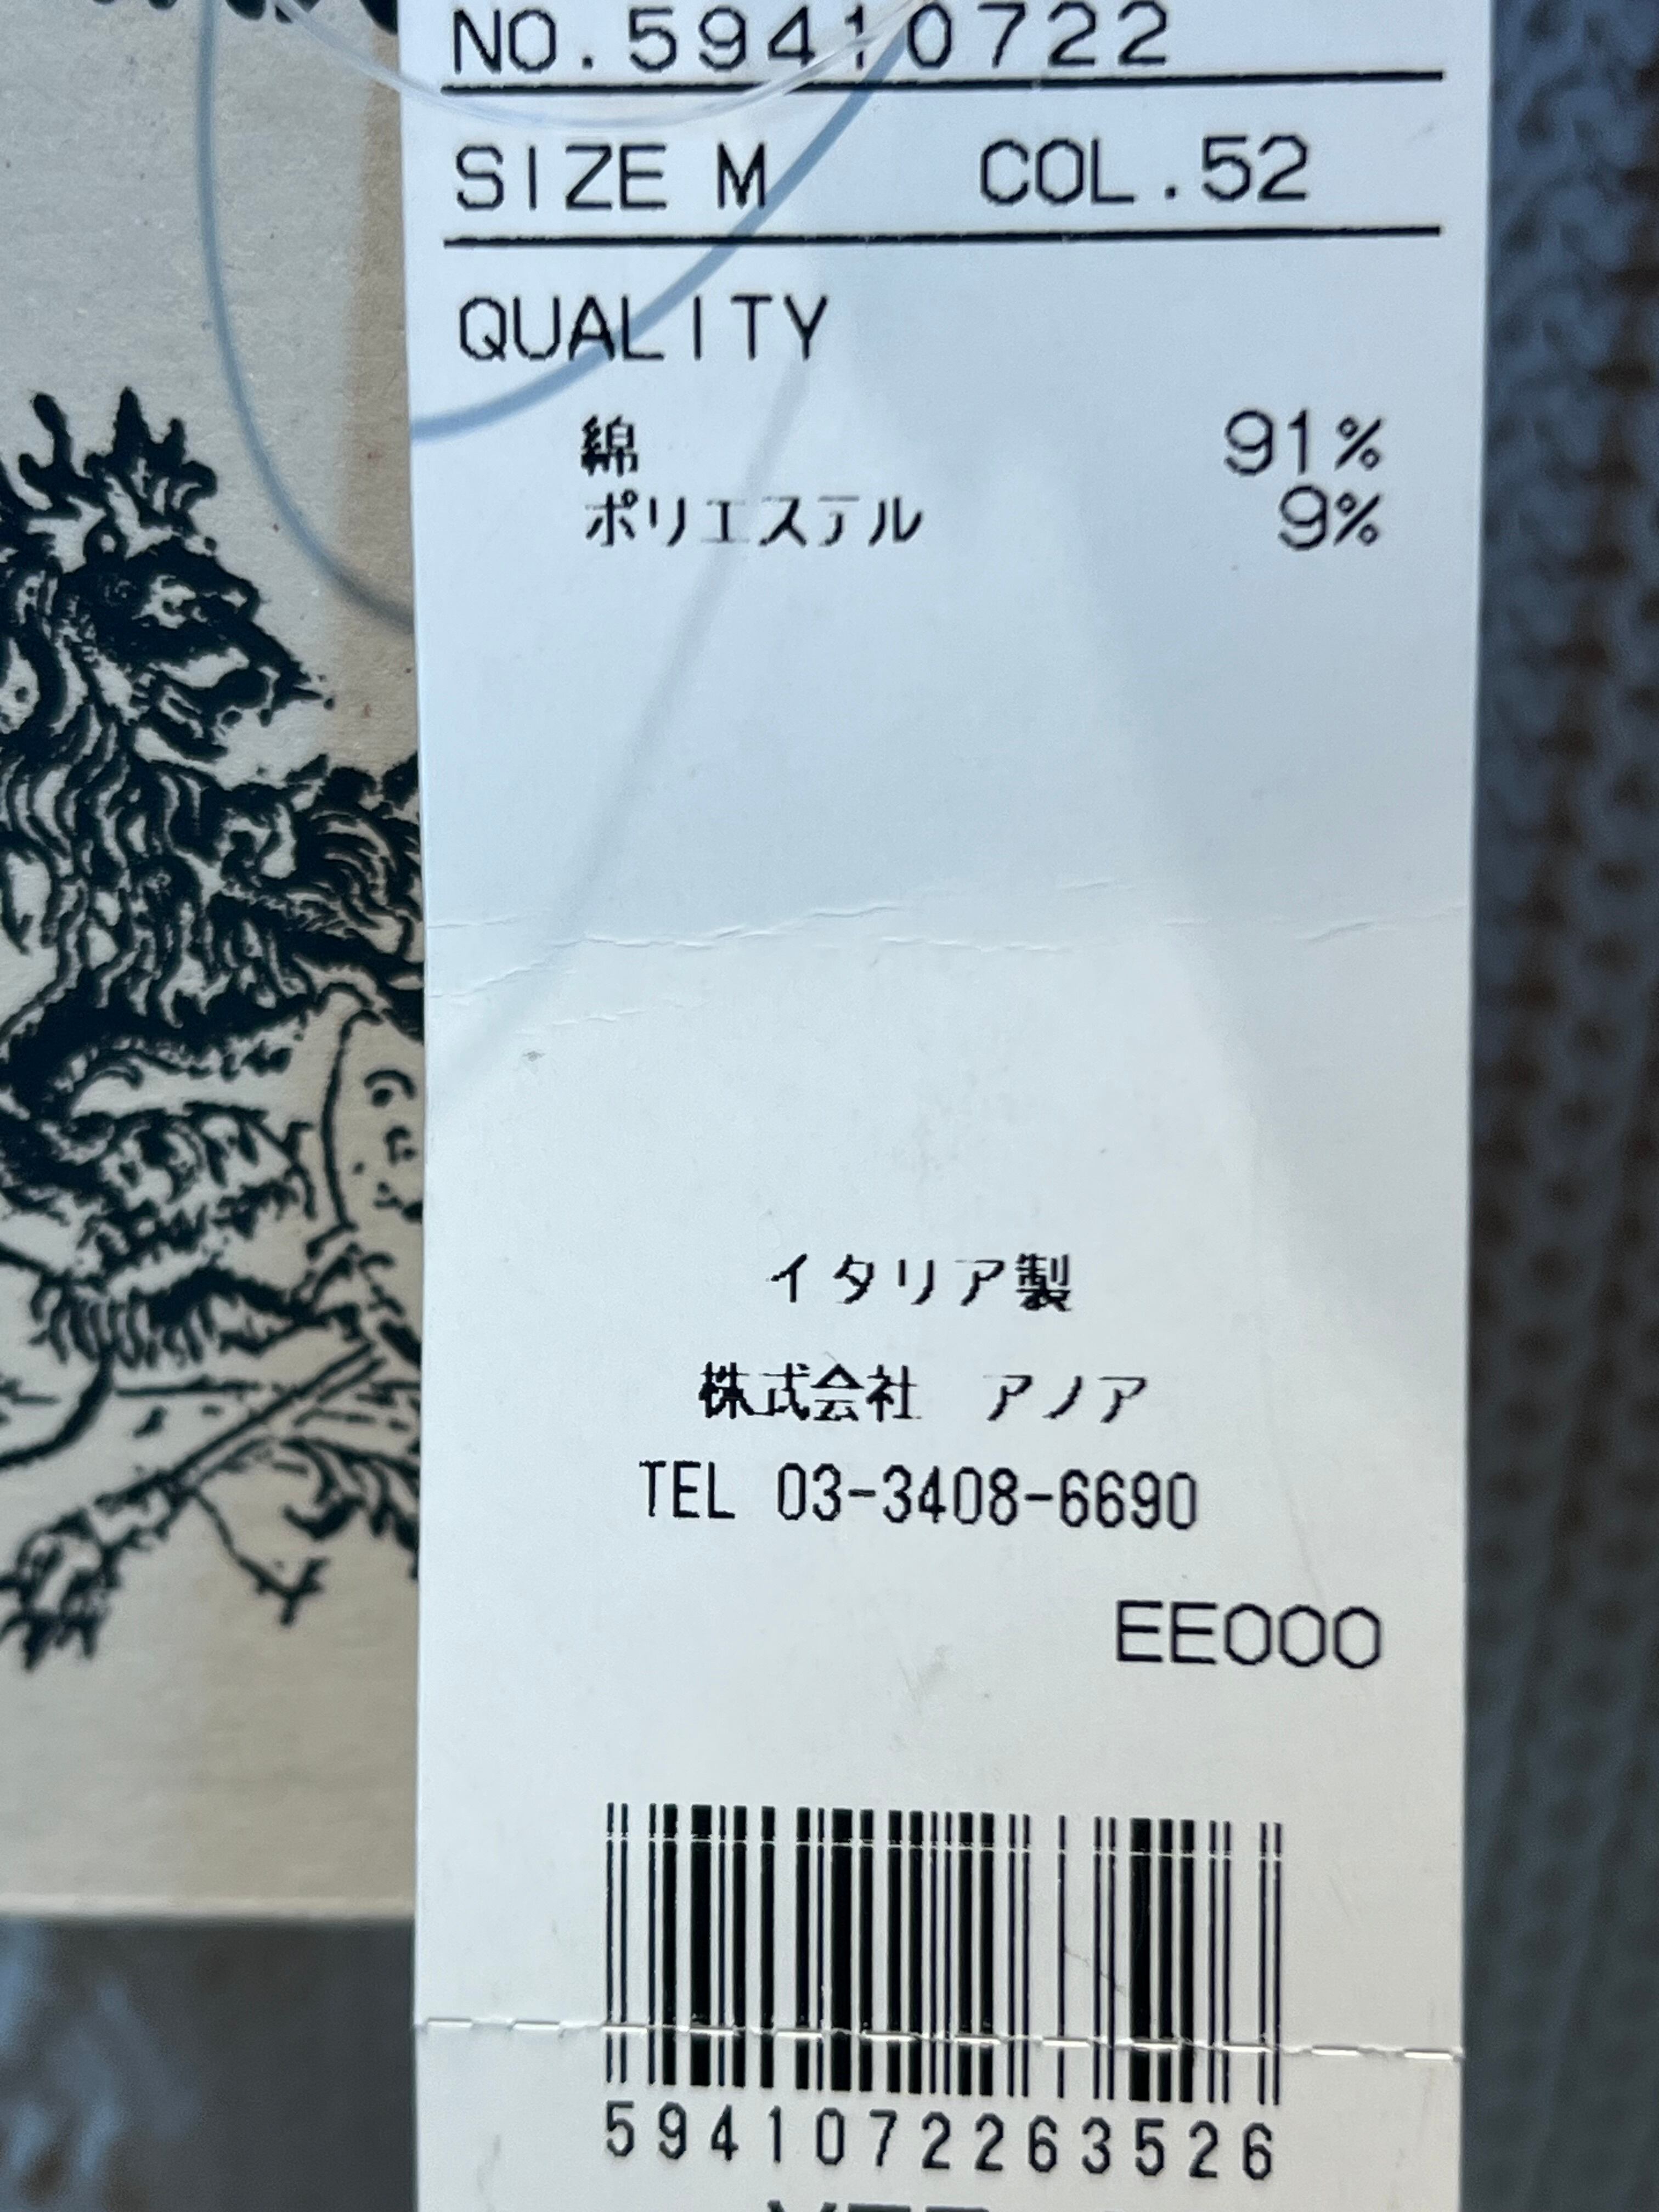 NO.59410722
SIZE M COL.52
QUALITY
綿 91%
ポリエステル 9%
イタリア製
株式会社 アノア
TEL 03-3408-6690
EE000
5941072263526